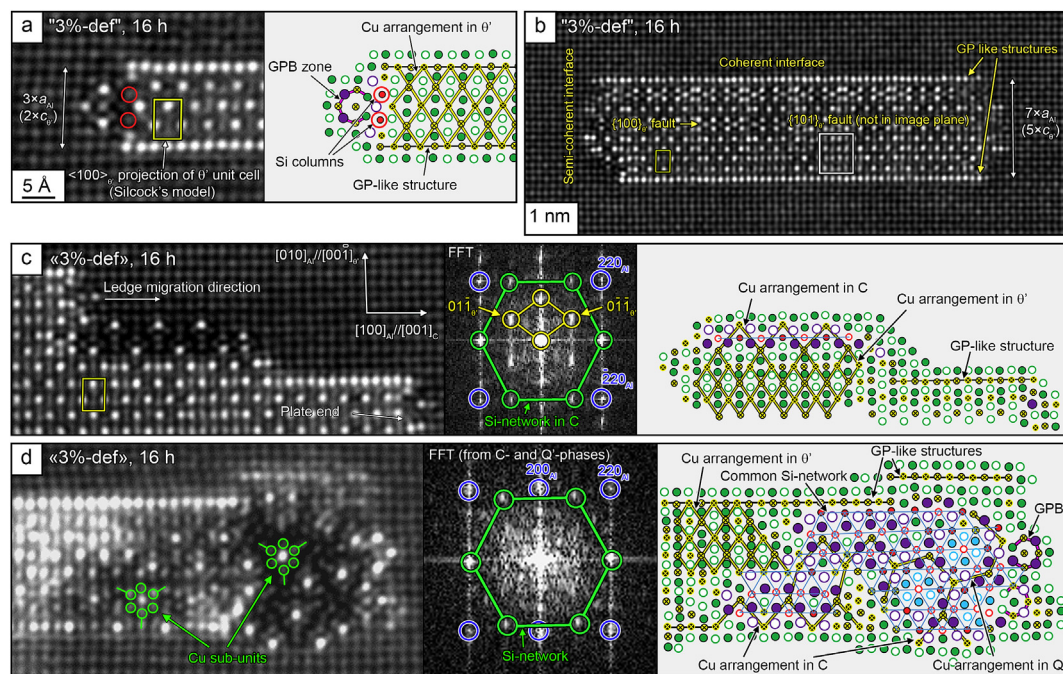 a "3%-def", 16 h
3×a_Al
(2×c_θ')
5 Å
<100>_θ' projection of θ' unit cell
(Silcock's model)
Cu arrangement in θ'
GPB zone
Si columns
GP-like structure
b "3%-def", 16 h
Semi-coherent interface
Coherent interface
GP like structures
{100}_θ' fault
{101}_θ' fault (not in image plane)
7×a_Al
(5×c_θ')
1 nm
c «3%-def», 16 h
Ledge migration direction
[010]_Al//[001̄]_θ'
[100]_Al//[001]_C
Plate end
FFT
220_Al
01̄1̄_θ'
011̄_θ'
2̄20_Al
Si-network in C
Cu arrangement in C
Cu arrangement in θ'
GP-like structure
d «3%-def», 16 h
Cu sub-units
FFT (from C- and Q'-phases)
200_Al
220_Al
Si-network
Cu arrangement in θ'
Common Si-network
GP-like structures
GPB
Cu arrangement in C
Cu-arrangement in Q'